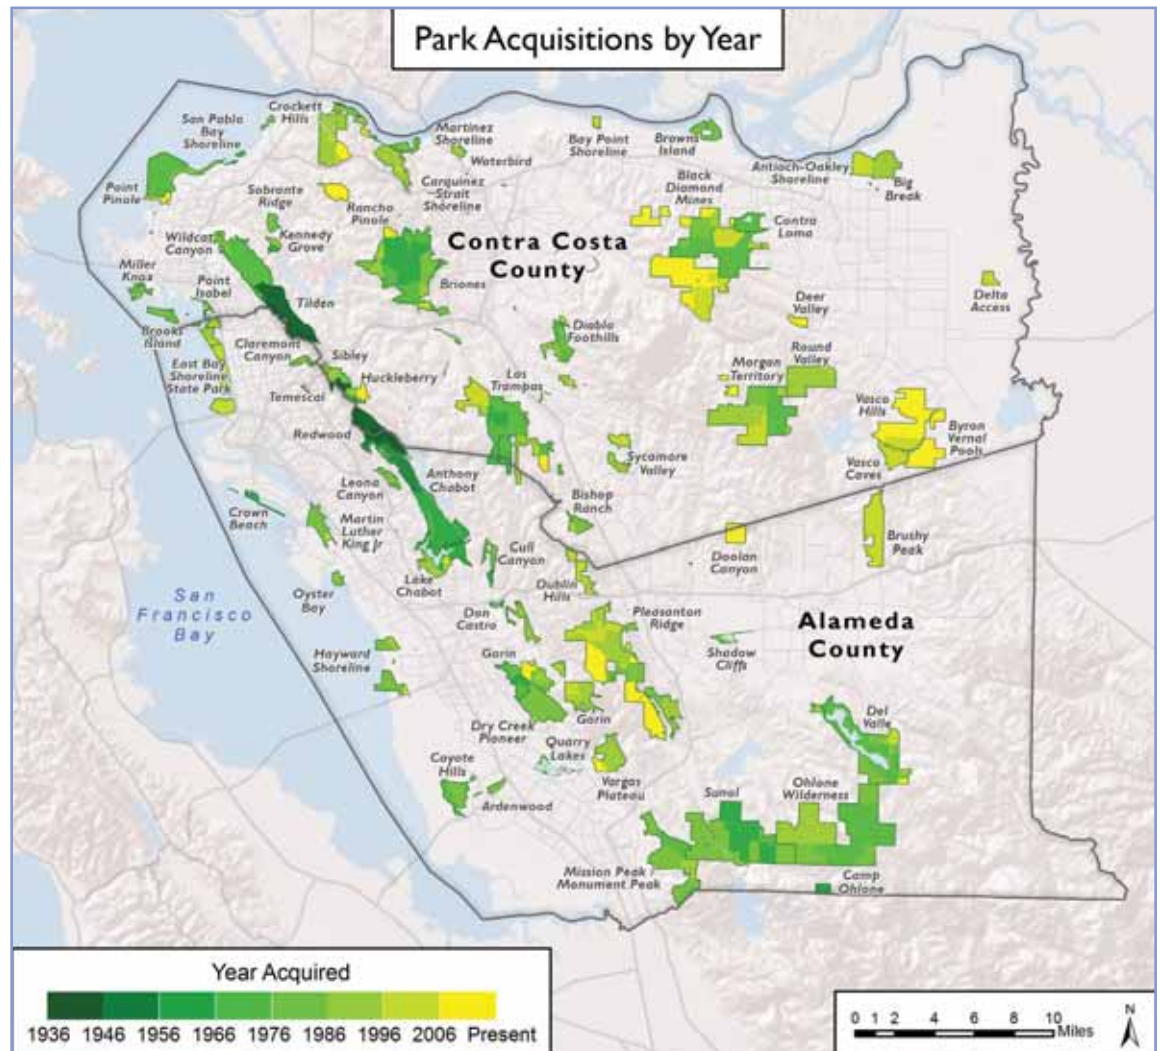 Park Acquisitions by Year
Crockett
Hills
San Pablo
Bay
Shoreline
Martinez
Shoreline
Waterbird
Bay Point
Shoreline
Browns
Island
Antioch-Oakley
Shoreline
Big
Break
Point
Pinole
Sobrante
Ridge
Rancho
Pinole
Carquinez
Strait
Shoreline
Black
Diamond
Mines
Contra
Loma
Wildcat
Canyon
Kennedy
Grove
Contra Costa
County
Miller
Knox
Point
Isabel
Tilden
Briones
Delta
Access
Deer
Valley
Brooks
Island
Claremont
Canyon
Sibley
Diablo
Foothills
Round
Valley
East Bay
Shoreline
State Park
Huckleberry
Las
Trampas
Morgan
Territory
Temescal
Vasco
Hills
Byron
Vernal
Pools
Redwood
Vasco
Caves
Sycamore
Valley
Leona
Canyon
Anthony
Chabot
Bishop
Ranch
Crown
Beach
Martin
Luther
King Jr
Cull
Canyon
Doolan
Canyon
Brushy
Peak
Lake
Chabot
Dublin
Hills
Oyster
Bay
San
Francisco
Bay
Don
Castro
Pleasanton
Ridge
Alameda
County
Hayward
Shoreline
Garin
Shadow
Cliffs
Dry Creek
Pioneer
Garin
Del
Valle
Coyote
Hills
Quarry
Lakes
Ardenwood
Vargas
Plateau
Sunol
Ohlone
Wilderness
Mission Peak /
Monument Peak
Camp
Ohlone
Year Acquired
1936 1946 1956 1966 1976 1986 1996 2006 Present
0 1 2 4 6 8 10
Miles
N